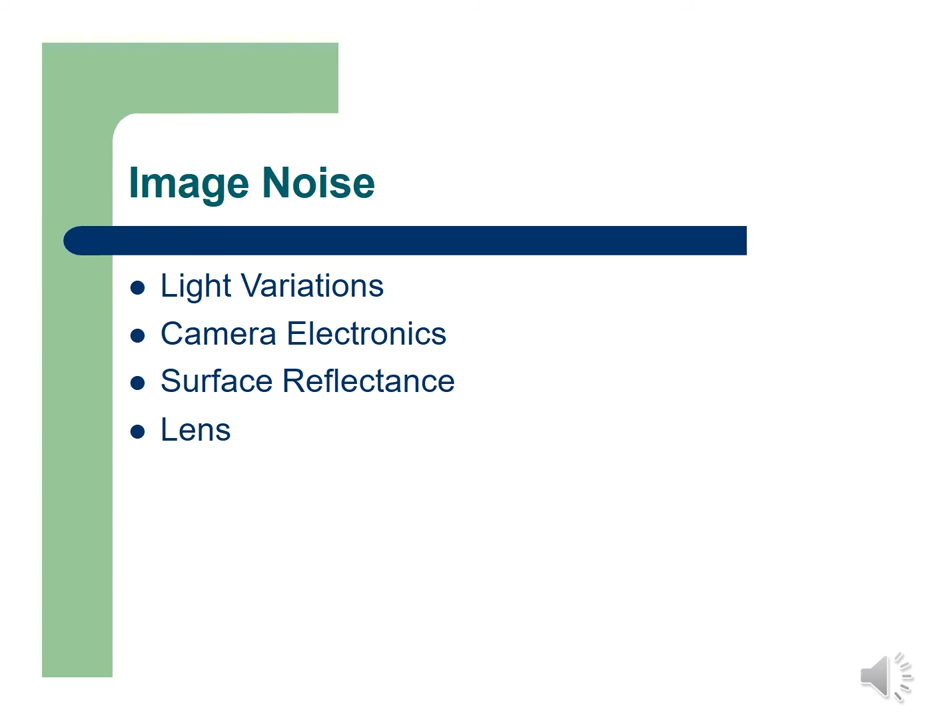 Image Noise
Light Variations
Camera Electronics
Surface Reflectance
Lens